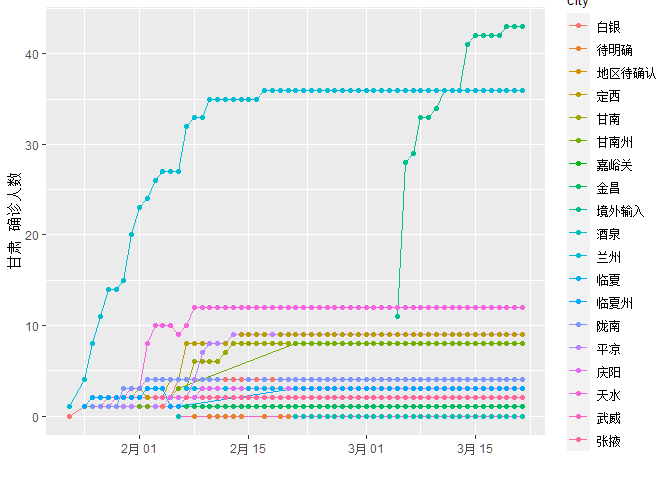 city
白银
待明确
地区待确认
定西
甘南
甘南州
嘉峪关
金昌
境外输入
酒泉
兰州
临夏
临夏州
陇南
平凉
庆阳
天水
武威
张掖
甘肃 确诊人数
40
30
20
10
0
2月 01
2月 15
3月 01
3月 15